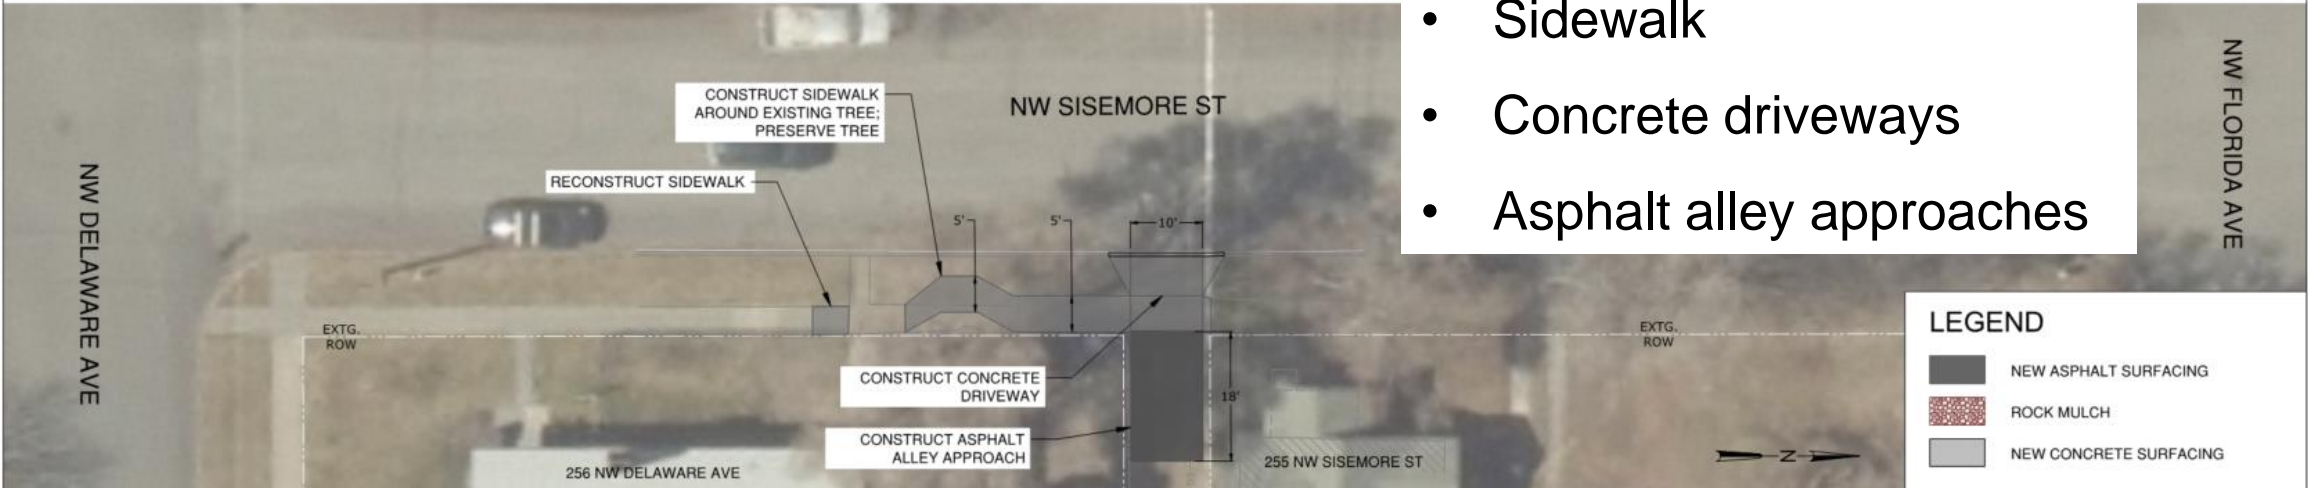 • Sidewalk
• Concrete driveways
• Asphalt alley approaches
NW DELAWARE AVE
CONSTRUCT SIDEWALK
AROUND EXISTING TREE;
PRESERVE TREE
NW SISEMORE ST
NW FLORIDA AVE
RECONSTRUCT SIDEWALK
5'
5'
10'
EXTG.
ROW
EXTG.
ROW
CONSTRUCT CONCRETE
DRIVEWAY
18'
CONSTRUCT ASPHALT
ALLEY APPROACH
256 NW DELAWARE AVE
255 NW SISEMORE ST
N
LEGEND
NEW ASPHALT SURFACING
ROCK MULCH
NEW CONCRETE SURFACING